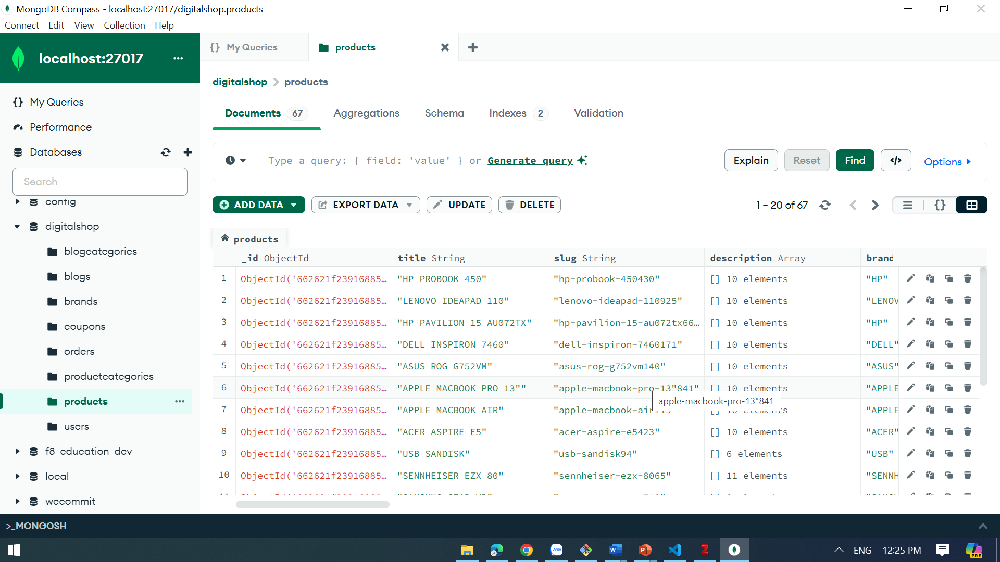 MongoDB Compass - localhost:27017/digitalshop.products
Connect Edit View Collection Help
localhost:27017
My Queries
products
digitalshop > products
My Queries
Performance
Databases
Search
config
digitalshop
blogcategories
blogs
brands
coupons
orders
productcategories
products
users
f8_education_dev
local
wecommit
Documents 67 Aggregations Schema Indexes 2 Validation
Type a query: { field: 'value' } or Generate query
Explain Reset Find </> Options
ADD DATA EXPORT DATA UPDATE DELETE
1 – 20 of 67
products
_id ObjectId title String slug String description Array brand
1 ObjectId('662621f23916885… "HP PROBOOK 450" "hp-probook-450430" [] 10 elements "HP"
2 ObjectId('662621f23916885… "LENOVO IDEAPAD 110" "lenovo-ideapad-110925" [] 10 elements "LENOV
3 ObjectId('662621f23916885… "HP PAVILION 15 AU072TX" "hp-pavilion-15-au072tx66… [] 10 elements "HP"
4 ObjectId('662621f23916885… "DELL INSPIRON 7460" "dell-inspiron-7460171" [] 10 elements "DELL"
5 ObjectId('662621f23916885… "ASUS ROG G752VM" "asus-rog-g752vm140" [] 10 elements "ASUS"
6 ObjectId('662621f23916885… "APPLE MACBOOK PRO 13"" "apple-macbook-pro-13"841" [] 10 elements "APPLE
apple-macbook-pro-13"841
7 ObjectId('662621f23916885… "APPLE MACBOOK AIR" "apple-macbook-air719 [] 10 elements "APPLE
8 ObjectId('662621f23916885… "ACER ASPIRE E5" "acer-aspire-e5423" [] 10 elements "ACER"
9 ObjectId('662621f23916885… "USB SANDISK" "usb-sandisk94" [] 6 elements "USB"
10 ObjectId('662621f23916885… "SENNHEISER EZX 80" "sennheiser-ezx-8065" [] 11 elements "SENNH
>_MONGOSH
Zalo
ENG 12:25 PM
PRE